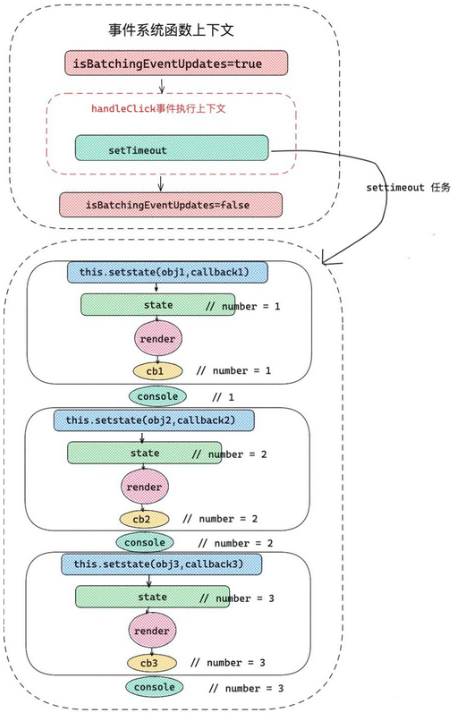 事件系统函数上下文
isBatchingEventUpdates=true
handleClick事件执行上下文
setTimeout
settimeout 任务
isBatchingEventUpdates=false
this.setstate(obj1,callback1)
state // number = 1
render
cb1 // number = 1
console // 1
this.setstate(obj2,callback2)
state // number = 2
render
cb2 // number = 2
console // number = 2
this.setstate(obj3,callback3)
state // number = 3
render
cb3 // number = 3
console // number = 3